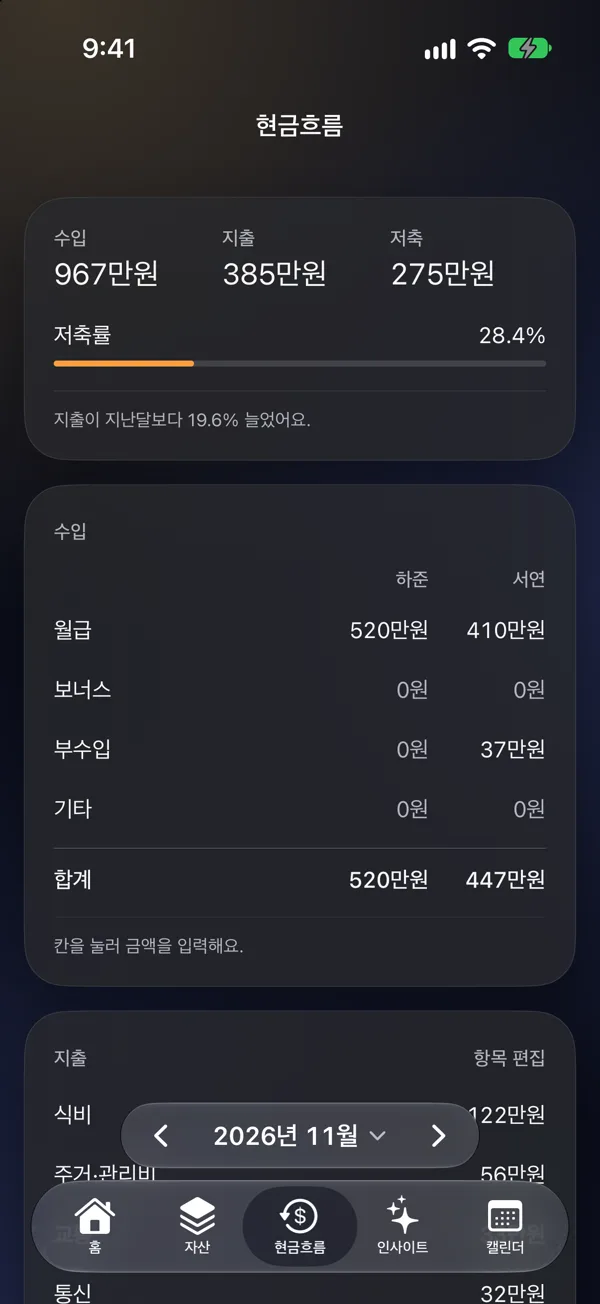 9:41
현금흐름
수입 지출 저축
967만원 385만원 275만원
저축률 28.4%
지출이 지난달보다 19.6% 늘었어요.
수입
하준 서연
월급 520만원 410만원
보너스 0원 0원
부수입 0원 37만원
기타 0원 0원
합계 520만원 447만원
칸을 눌러 금액을 입력해요.
지출 항목 편집
식비 122만원
2026년 11월
주거·관리비 56만원
홈 자산 현금흐름 인사이트 캘린더
통신 32만원